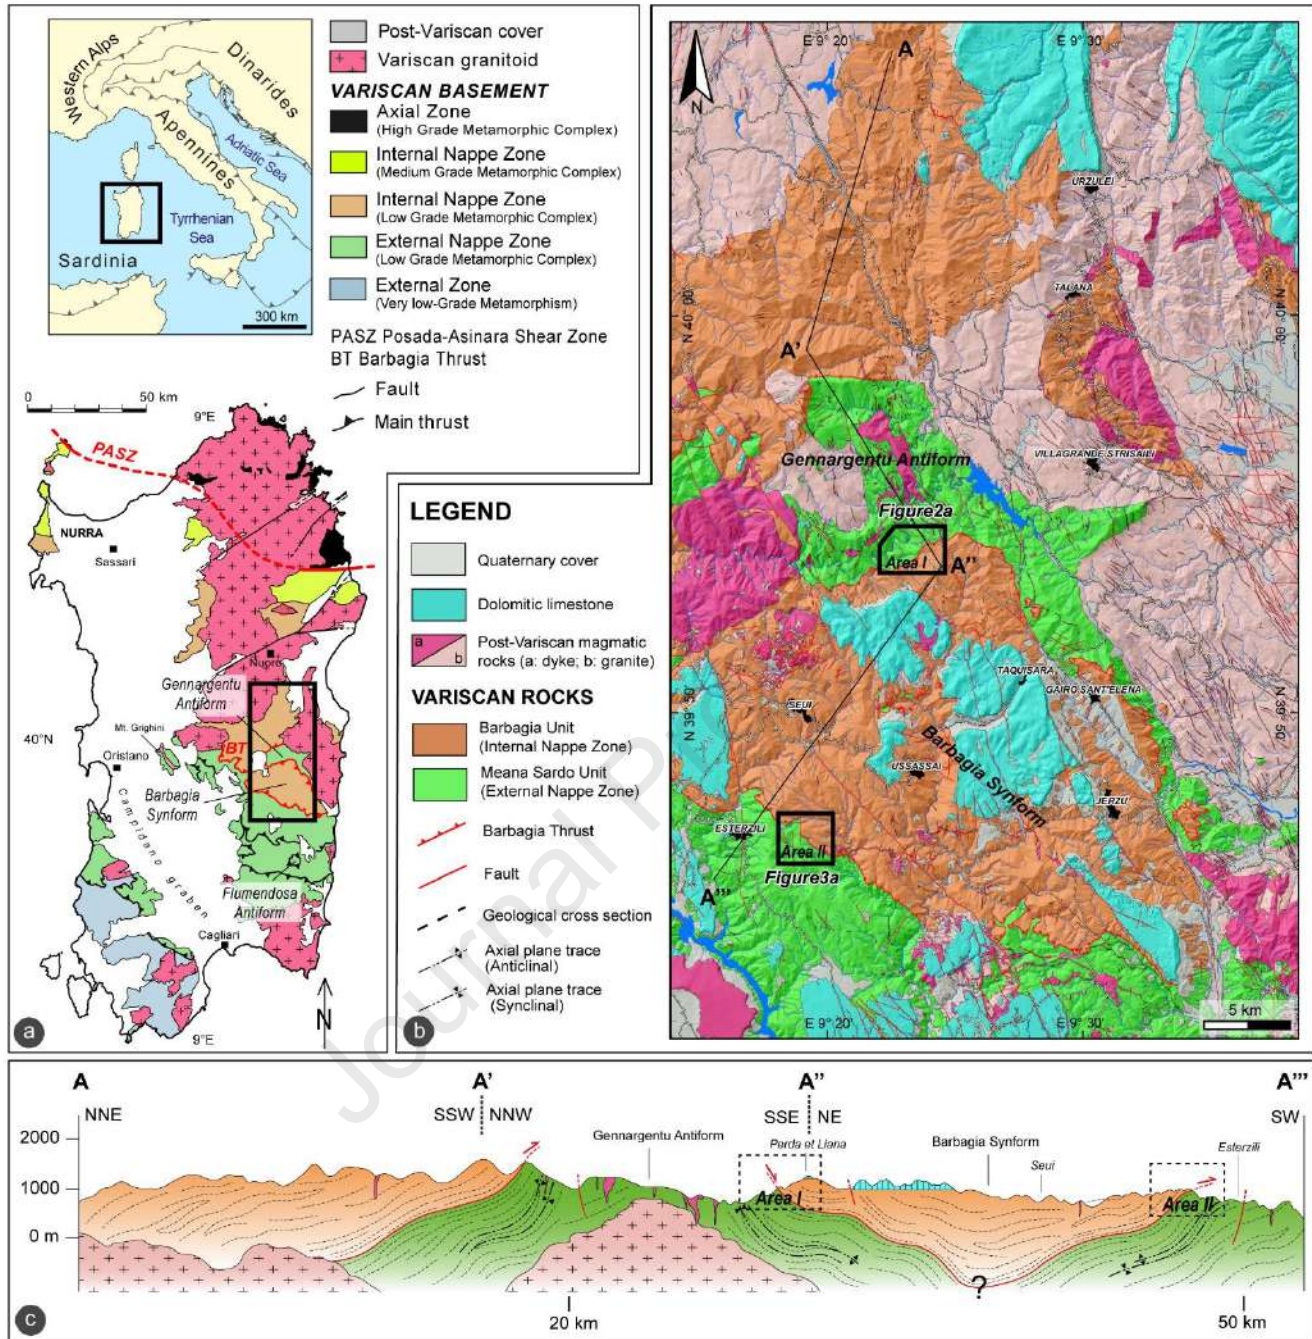 Western Alps
Dinarides
Apennines
Adriatic Sea
Tyrrhenian
Sea
Sardinia
300 km
Post-Variscan cover
Variscan granitoid
VARISCAN BASEMENT
Axial Zone
(High Grade Metamorphic Complex)
Internal Nappe Zone
(Medium Grade Metamorphic Complex)
Internal Nappe Zone
(Low Grade Metamorphic Complex)
External Nappe Zone
(Low Grade Metamorphic Complex)
External Zone
(Very low-Grade Metamorphism)
PASZ Posada-Asinara Shear Zone
BT Barbagia Thrust
Fault
Main thrust
0 50 km
9°E
PASZ
NURRA
Sassari
Nuoro
Gennargentu
Antiform
Mt. Grighini
40°N
Oristano
BT
Barbagia
Synform
Campidano graben
Flumendosa
Antiform
Cagliari
9°E
N
a
LEGEND
Quaternary cover
Dolomitic limestone
a
b
Post-Variscan magmatic
rocks (a: dyke; b: granite)
VARISCAN ROCKS
Barbagia Unit
(Internal Nappe Zone)
Meana Sardo Unit
(External Nappe Zone)
Barbagia Thrust
Fault
Geological cross section
Axial plane trace
(Anticlinal)
Axial plane trace
(Synclinal)
b
N
E 9° 20'
E 9° 30'
A
URZULEI
TALANA
N 40° 00'
N 40° 00'
A'
VILLAGRANDE STRISAILI
Gennargentu Antiform
Figure2a
Area I
A''
TAQUISARA
GAIRO SANT'ELENA
SEUI
N 39° 50'
N 39° 50'
USSASSAI
Barbagia Synform
JERZU
ESTERZILI
Area II
Figure3a
A'''
E 9° 20'
E 9° 30'
5 km
Journal Pr
A A' A'' A'''
NNE SSW NNW SSE NE SW
2000
1000
0 m
Gennargentu Antiform
Perda et Liana
Barbagia Synform
Seui
Esterzili
Area I
Area II
?
20 km
50 km
c